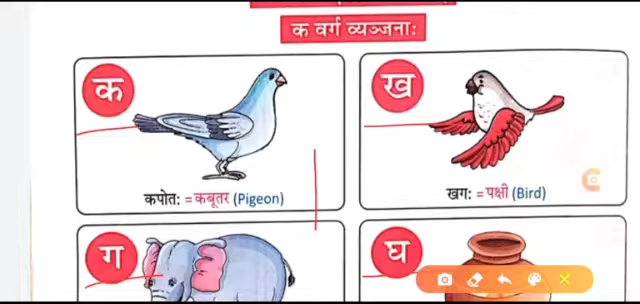 क वर्ग व्यञ्जनाः
क
ख
कपोतः = कबूतर (Pigeon)
खगः = पक्षी (Bird)
ग
घ